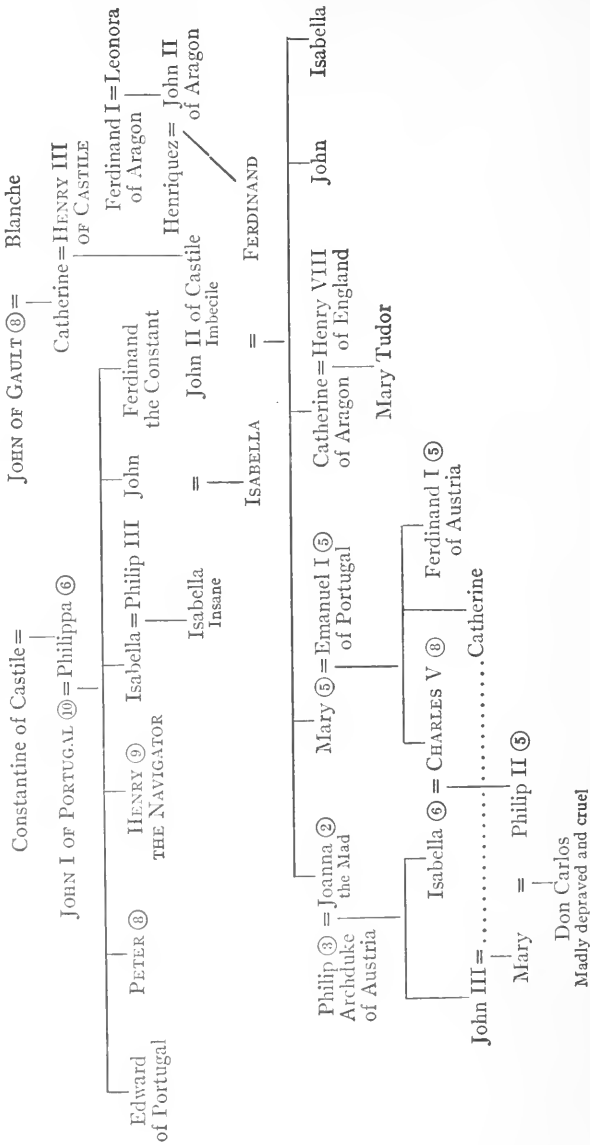 JOHN OF GAULT ⑧ = Blanche
Constantine of Castile =
Catherine = HENRY III
OF CASTILE
JOHN I OF PORTUGAL ⑩ = Philippa ⑥
Ferdinand I = Leonora
of Aragon
Edward
of Portugal
PETER ⑧
HENRY ⑨
THE NAVIGATOR
Isabella = Philip III
John
Ferdinand
the Constant
Henriquez = John II
of Aragon
Isabella
Insane
=
John II of Castile
Imbecile
ISABELLA
=
FERDINAND
Philip ③ = Joanna ②
Archduke the Mad
of Austria
Mary ⑤ = Emanuel I ⑤
of Portugal
Catherine = Henry VIII
of Aragon of England
John
Isabella
Mary Tudor
Isabella ⑥ = CHARLES V ⑧
Ferdinand I ⑤
of Austria
John III = Catherine
Mary = Philip II ⑤
Don Carlos
Madly depraved and cruel